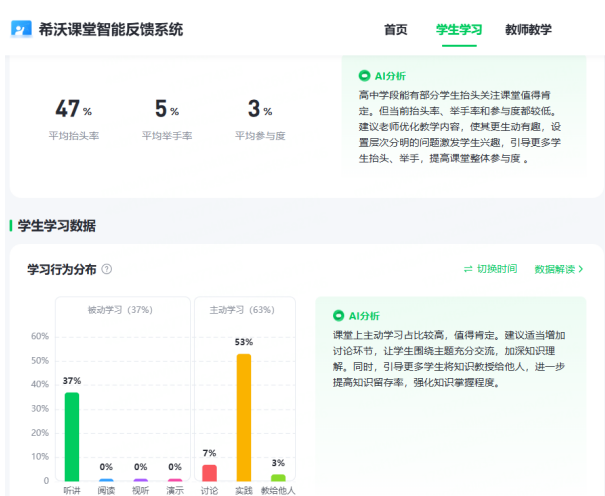 希沃课堂智能反馈系统
首页 学生学习 教师教学
47% 5% 3%
平均抬头率 平均举手率 平均参与度
AI分析
高中学段能有部分学生抬头关注课堂值得肯
定。但当前抬头率、举手率和参与度都较低。
建议老师优化教学内容，使其更生动有趣，设
置层次分明的问题激发学生兴趣，引导更多学
生抬头、举手，提高课堂整体参与度 。
学生学习数据
学习行为分布 ?
切换时间 数据解读 >
被动学习（37%） 主动学习（63%）
60%
50%
40%
30%
20%
10%
0
37%
0%
0%
0%
7%
53%
3%
听讲 阅读 视听 演示 讨论 实践 教给他人
AI分析
课堂上主动学习占比较高，值得肯定。建议适当增加
讨论环节，让学生围绕主题充分交流，加深知识理
解。同时，引导更多学生将知识教授给他人，进一步
提高知识留存率，强化知识掌握程度。